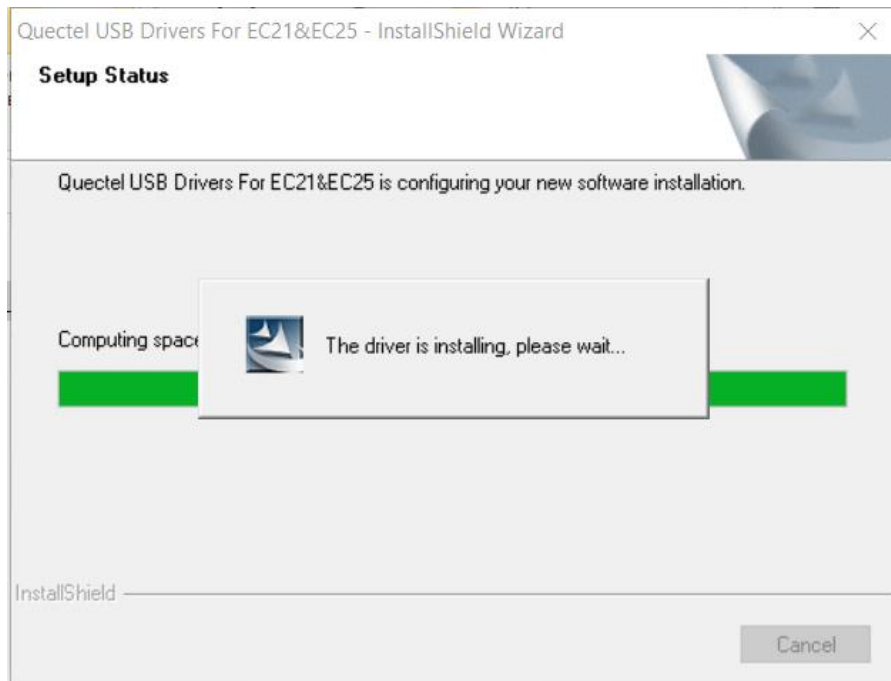 Quectel USB Drivers For EC21&EC25 - InstallShield Wizard
Setup Status
Quectel USB Drivers For EC21&EC25 is configuring your new software installation.
Computing space
The driver is installing, please wait...
InstallShield
Cancel